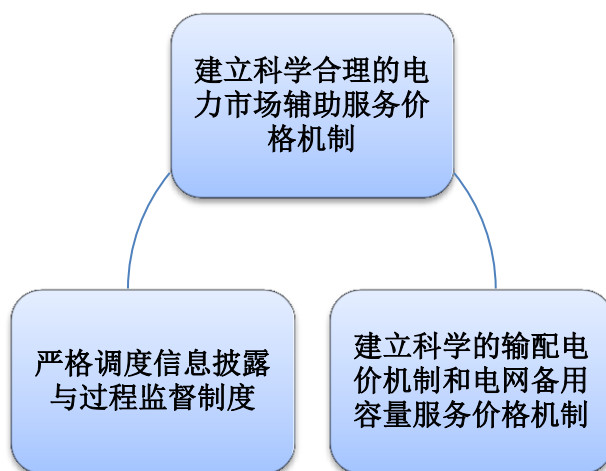 建立科学合理的电
力市场辅助服务价
格机制
严格调度信息披露
与过程监督制度
建立科学的输配电
价机制和电网备用
容量服务价格机制